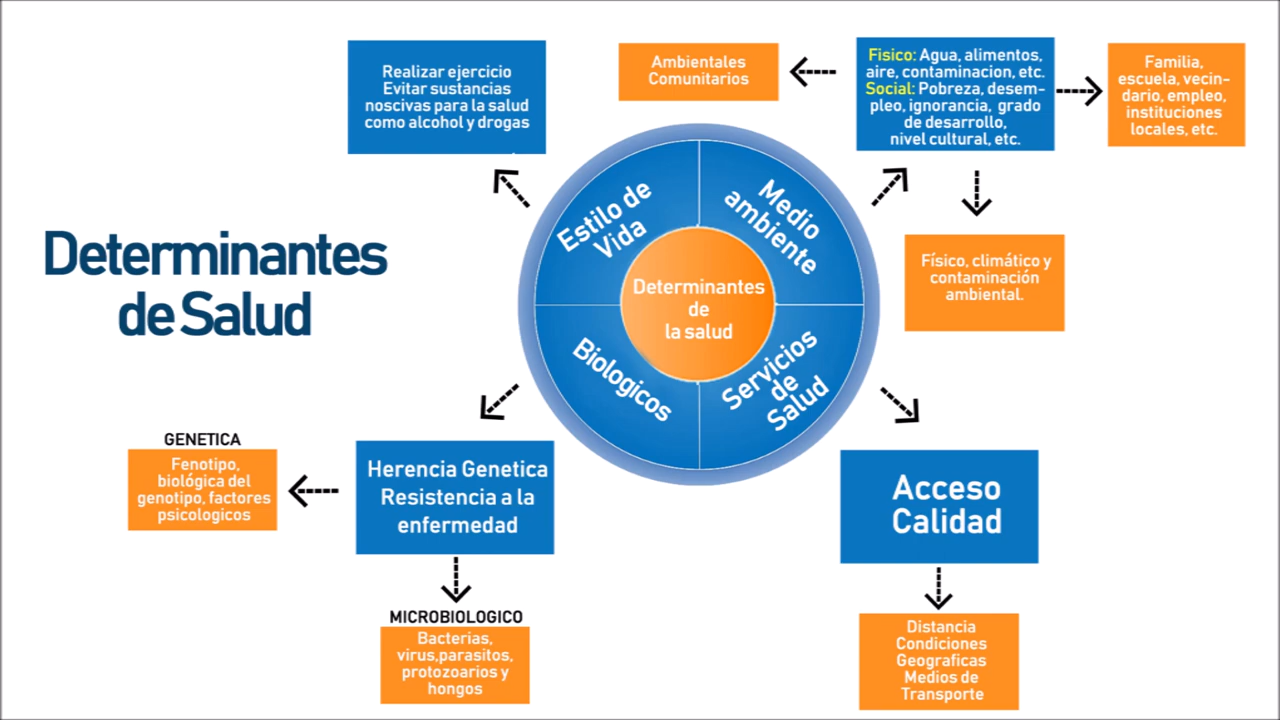 Determinantes
de Salud
Realizar ejercicio
Evitar sustancias
noscivas para la salud
como alcohol y drogas
Ambientales
Comunitarios
Fisico: Agua, alimentos,
aire, contaminacion, etc.
Social: Pobreza, desem-
pleo, ignorancia, grado
de desarrollo,
nivel cultural, etc.
Familia,
escuela, vecin-
dario, empleo,
instituciones
locales, etc.
Físico, climático y
contaminación
ambiental.
Estilo de
Vida
Medio
ambiente
Determinantes
de
la salud
Biologicos
Servicios
de
Salud
GENETICA
Fenotipo,
biológica del
genotipo, factores
psicologicos
Herencia Genetica
Resistencia a la
enfermedad
MICROBIOLOGICO
Bacterias,
virus,parasitos,
protozoarios y
hongos
Acceso
Calidad
Distancia
Condiciones
Geograficas
Medios de
Transporte